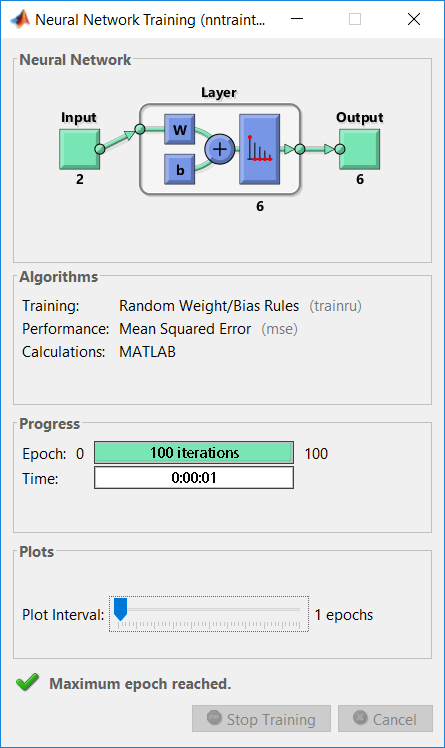 Neural Network Training (nntraint...
Neural Network
Layer
Input
Output
W
b
+
2
6
6
Algorithms
Training: Random Weight/Bias Rules (trainru)
Performance: Mean Squared Error (mse)
Calculations: MATLAB
Progress
Epoch: 0 100 iterations 100
Time: 0:00:01
Plots
Plot Interval: 1 epochs
Maximum epoch reached.
Stop Training Cancel